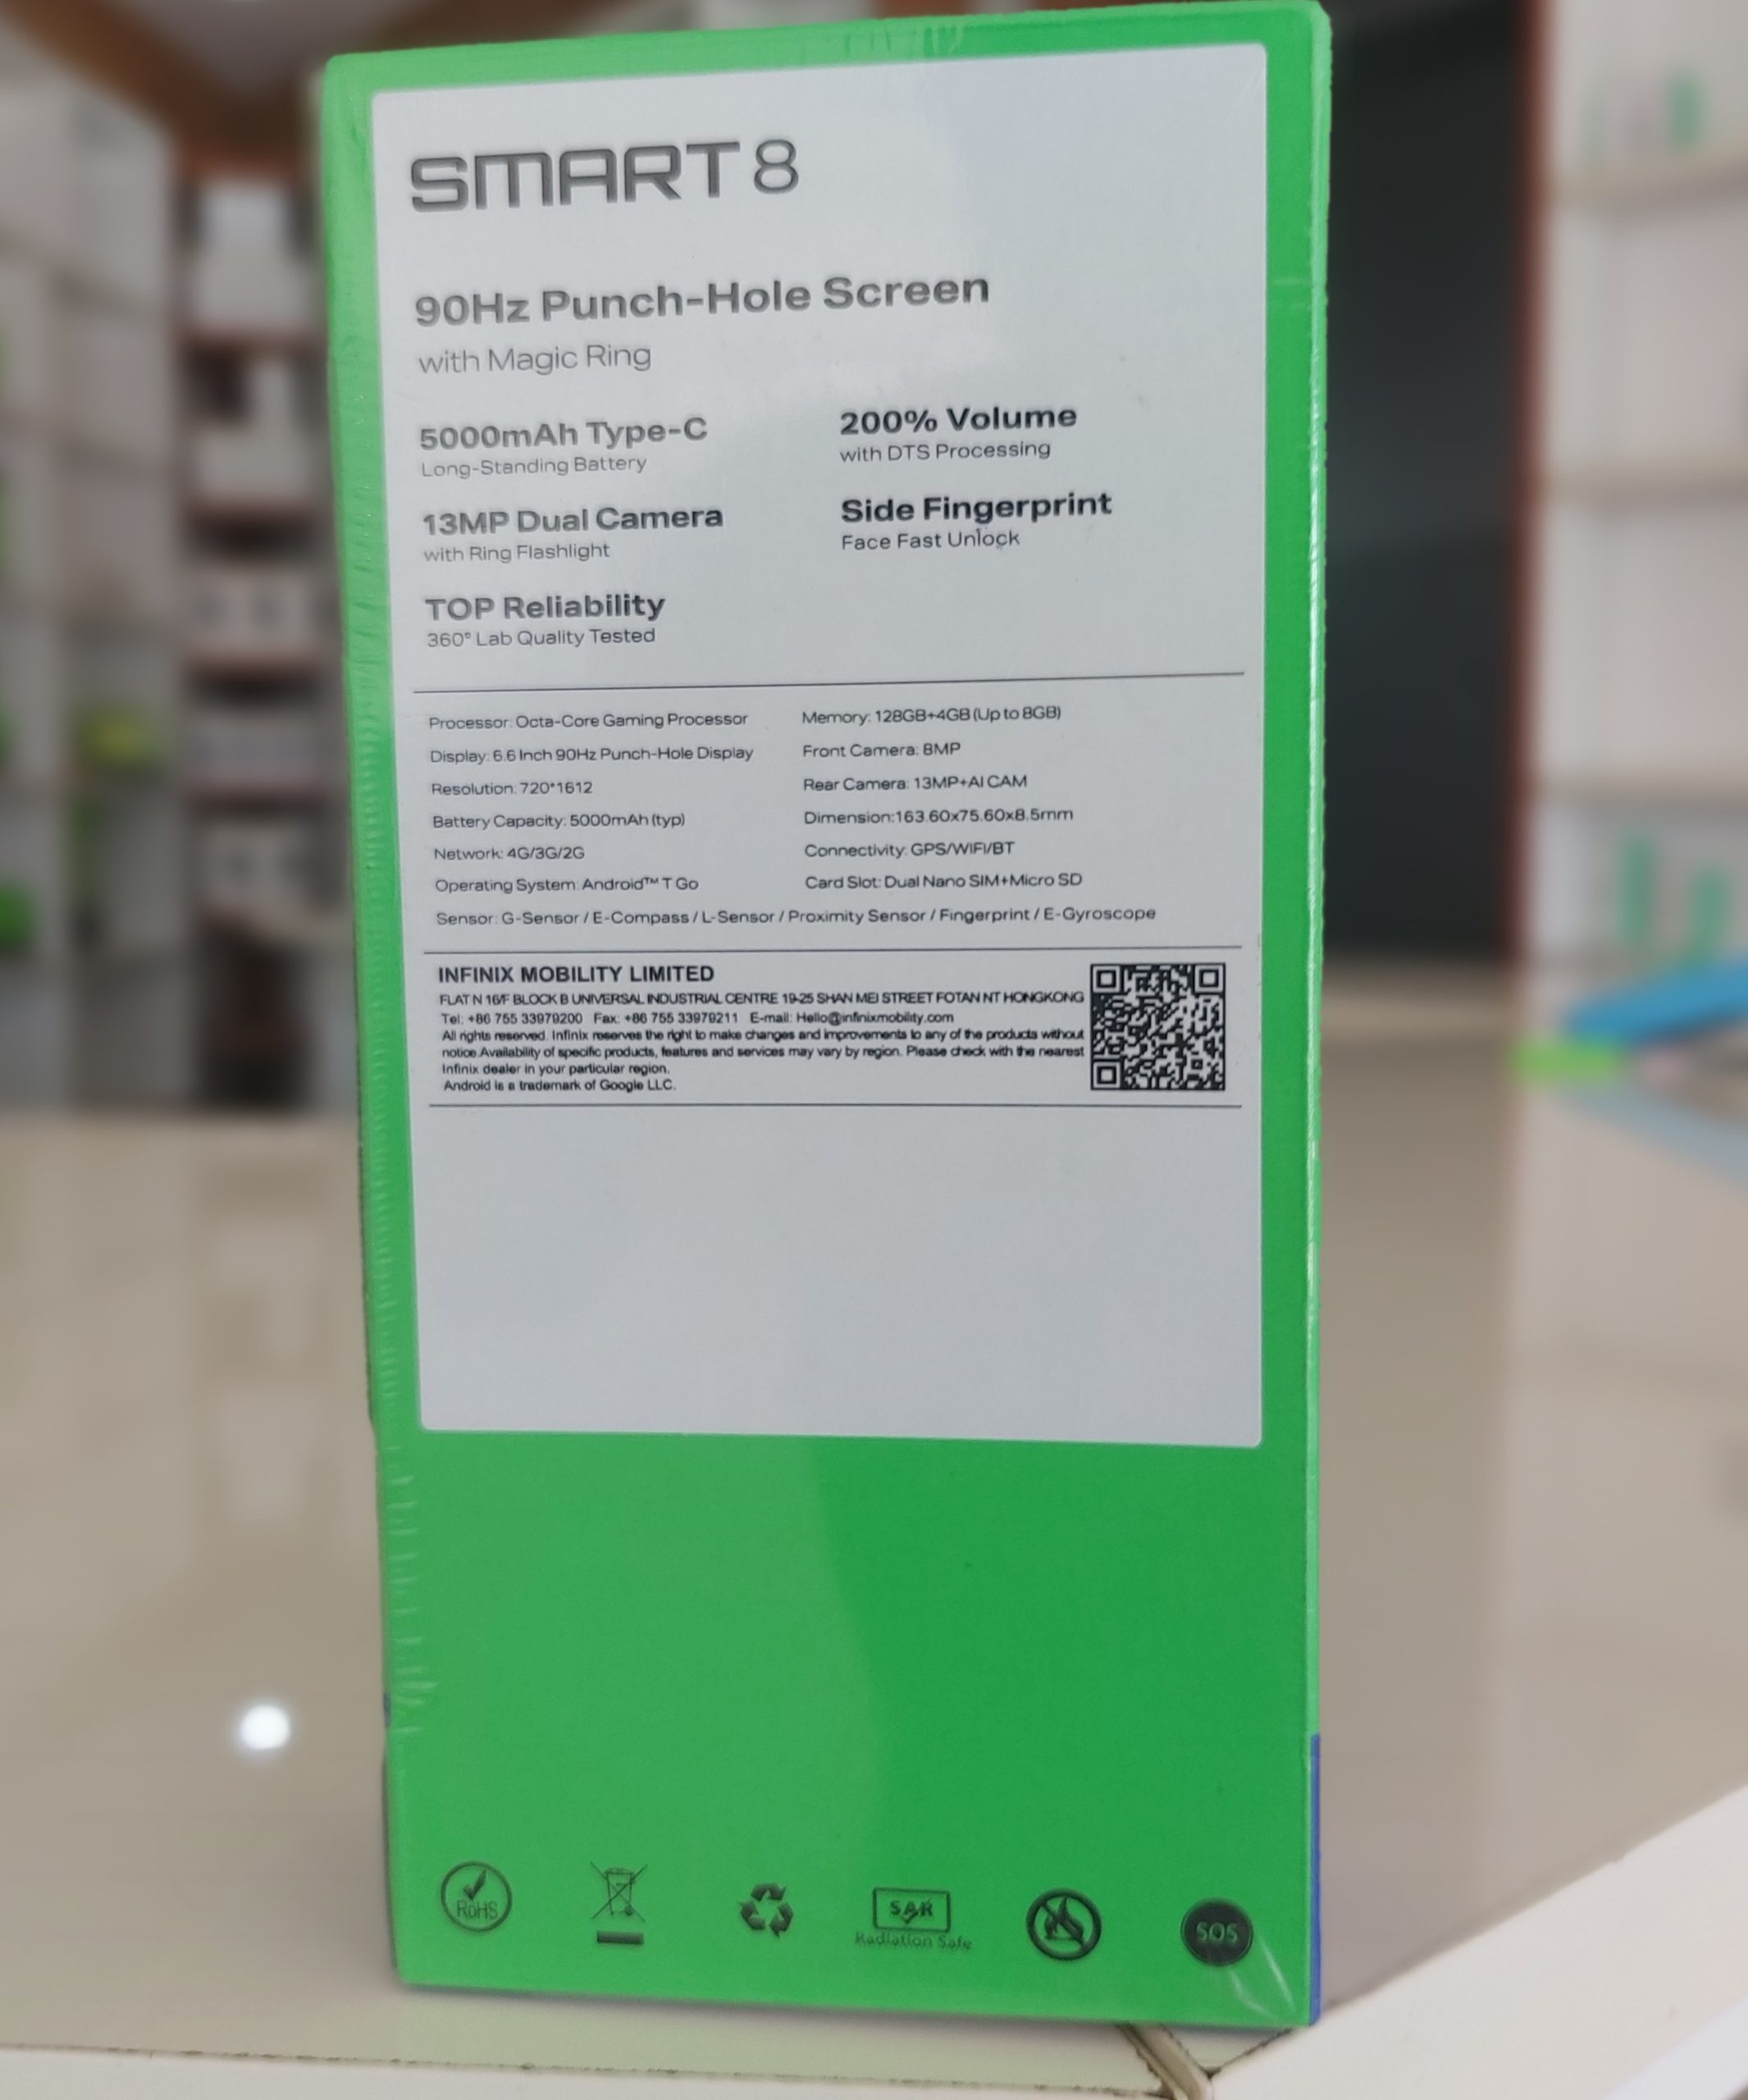 SMART 8
90Hz Punch-Hole Screen
with Magic Ring
5000mAh Type-C
Long-Standing Battery
200% Volume
with DTS Processing
13MP Dual Camera
with Ring Flashlight
Side Fingerprint
Face Fast Unlock
TOP Reliability
360° Lab Quality Tested
Processor: Octa-Core Gaming Processor
Memory: 128GB+4GB (Up to 8GB)
Display: 6.6 Inch 90Hz Punch-Hole Display
Front Camera: 8MP
Resolution: 720*1612
Rear Camera: 13MP+AI CAM
Battery Capacity: 5000mAh (typ)
Dimension:163.60x75.60x8.5mm
Network: 4G/3G/2G
Connectivity: GPS/WIFI/BT
Operating System: Android™ T Go
Card Slot: Dual Nano SIM+Micro SD
Sensor: G-Sensor / E-Compass / L-Sensor / Proximity Sensor / Fingerprint / E-Gyroscope
INFINIX MOBILITY LIMITED
FLAT N 16/F BLOCK B UNIVERSAL INDUSTRIAL CENTRE 19-25 SHAN MEI STREET FOTAN NT HONGKONG
Tel: +86 755 33979200 Fax: +86 755 33979211 E-mail: Hello@infinixmobility.com
All rights reserved. Infinix reserves the right to make changes and improvements to any of the products without
notice.Availability of specific products, features and services may vary by region. Please check with the nearest
Infinix dealer in your particular region.
Android is a trademark of Google LLC.
RoHS
SAR
Radiation Safe
SOS